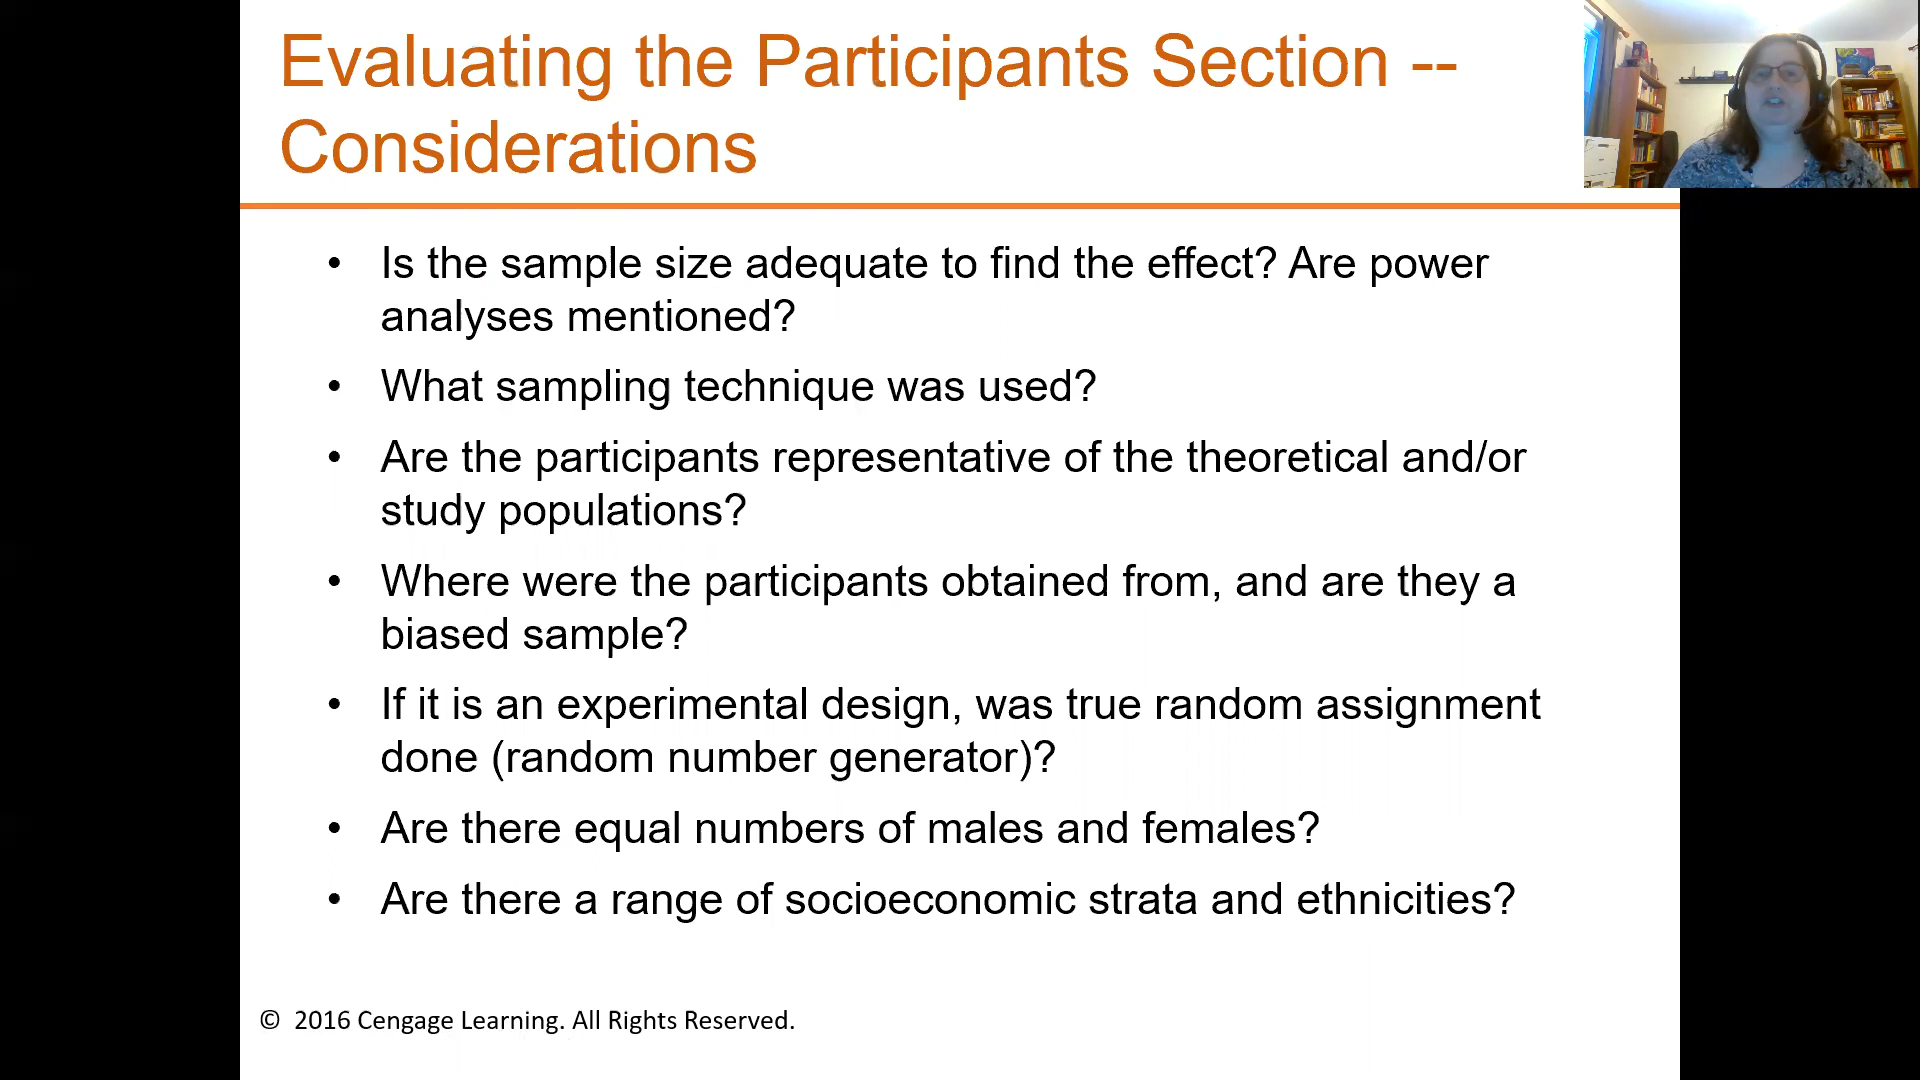 Evaluating the Participants Section --
Considerations
• Is the sample size adequate to find the effect? Are power
analyses mentioned?
• What sampling technique was used?
• Are the participants representative of the theoretical and/or
study populations?
• Where were the participants obtained from, and are they a
biased sample?
• If it is an experimental design, was true random assignment
done (random number generator)?
• Are there equal numbers of males and females?
• Are there a range of socioeconomic strata and ethnicities?
© 2016 Cengage Learning. All Rights Reserved.